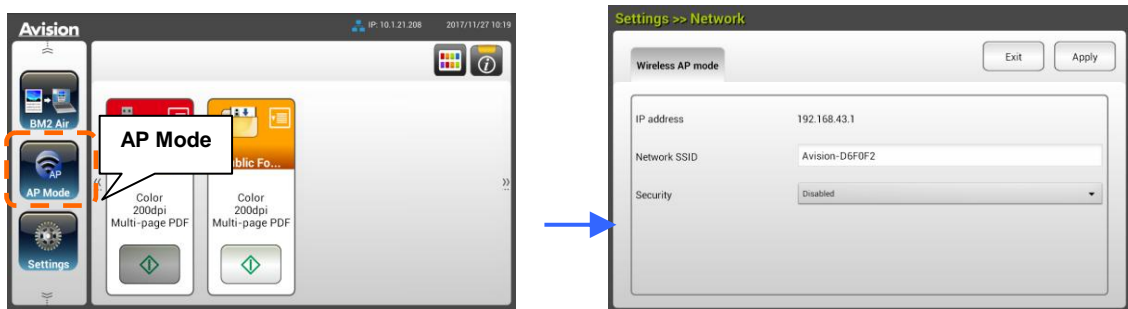 Avision
IP: 10.1.21.208 2017/11/27 10:19
BM2 Air
AP
AP Mode
Settings
AP Mode
Color
200dpi
Multi-page PDF
ublic Fo...
Color
200dpi
Multi-page PDF
Settings >> Network
Wireless AP mode
Exit
Apply
IP address 192.168.43.1
Network SSID Avision-D6F0F2
Security Disabled